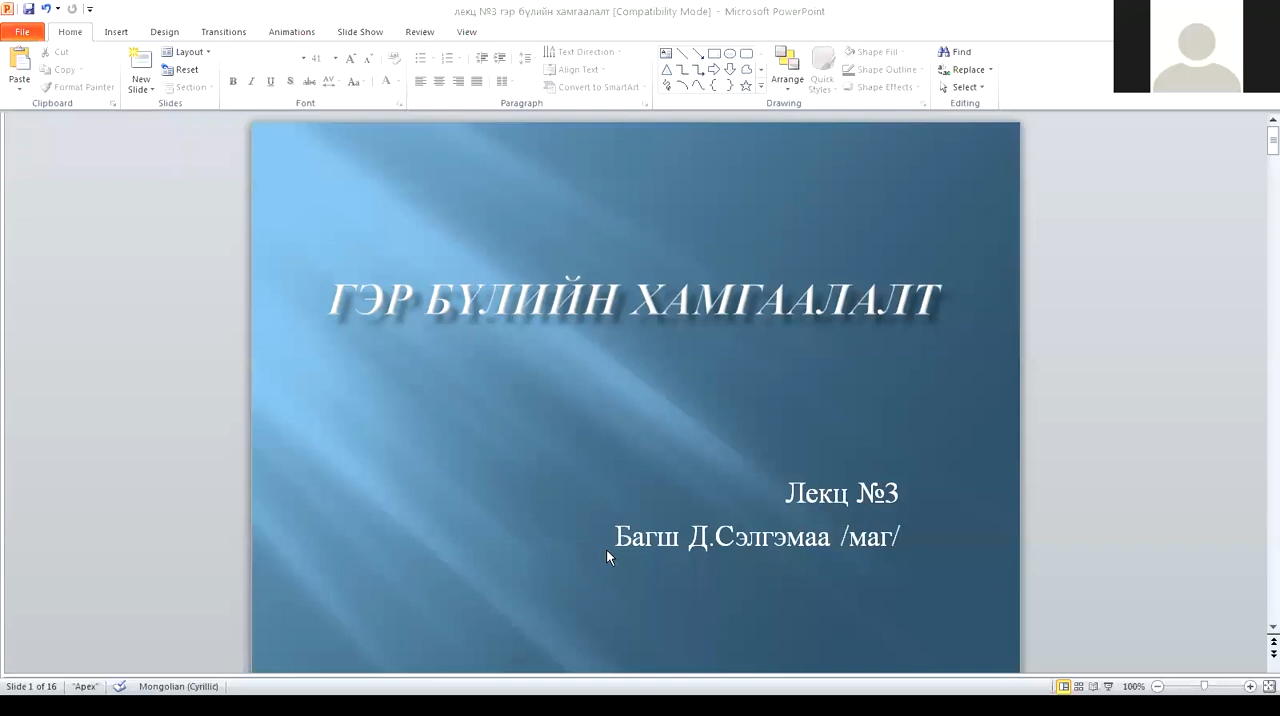 лекц №3 гэр бүлийн хамгаалалт [Compatibility Mode] - Microsoft PowerPoint
File Home Insert Design Transitions Animations Slide Show Review View
Paste
Cut
Copy
Format Painter
Clipboard
New Slide
Layout
Reset
Section
Slides
41
Font
Paragraph
Text Direction
Align Text
Convert to SmartArt
Arrange
Quick Styles
Shape Fill
Shape Outline
Shape Effects
Drawing
Find
Replace
Select
Editing
ГЭР БҮЛИЙН ХАМГААЛАЛТ
Лекц №3
Багш Д.Сэлгэмаа /маг/
Slide 1 of 16 "Apex" Mongolian (Cyrillic) 100%